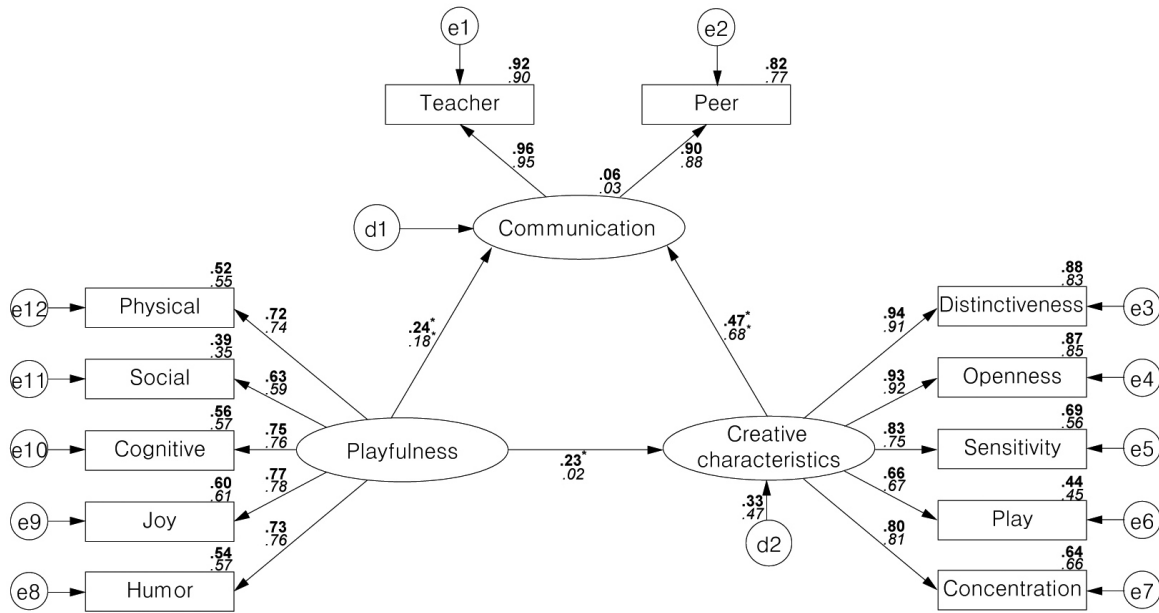 e1
e2
.92
.90
.82
.77
Teacher
Peer
.96
.95
.90
.88
.06
.03
d1
Communication
.52
.55
.88
.83
e12
Physical
Distinctiveness
e3
.72
.74
.94
.91
.24*
.18*
.47*
.68*
.39
.35
.87
.85
e11
Social
Openness
e4
.63
.59
.93
.92
.56
.57
.69
.56
e10
Cognitive
.75
.76
Playfulness
.23*
.02
Creative
characteristics
.83
.75
Sensitivity
e5
.60
.61
.77
.78
.66
.67
.44
.45
e9
Joy
.33
.47
Play
e6
.73
.76
d2
.80
.81
.54
.57
.64
.66
e8
Humor
Concentration
e7